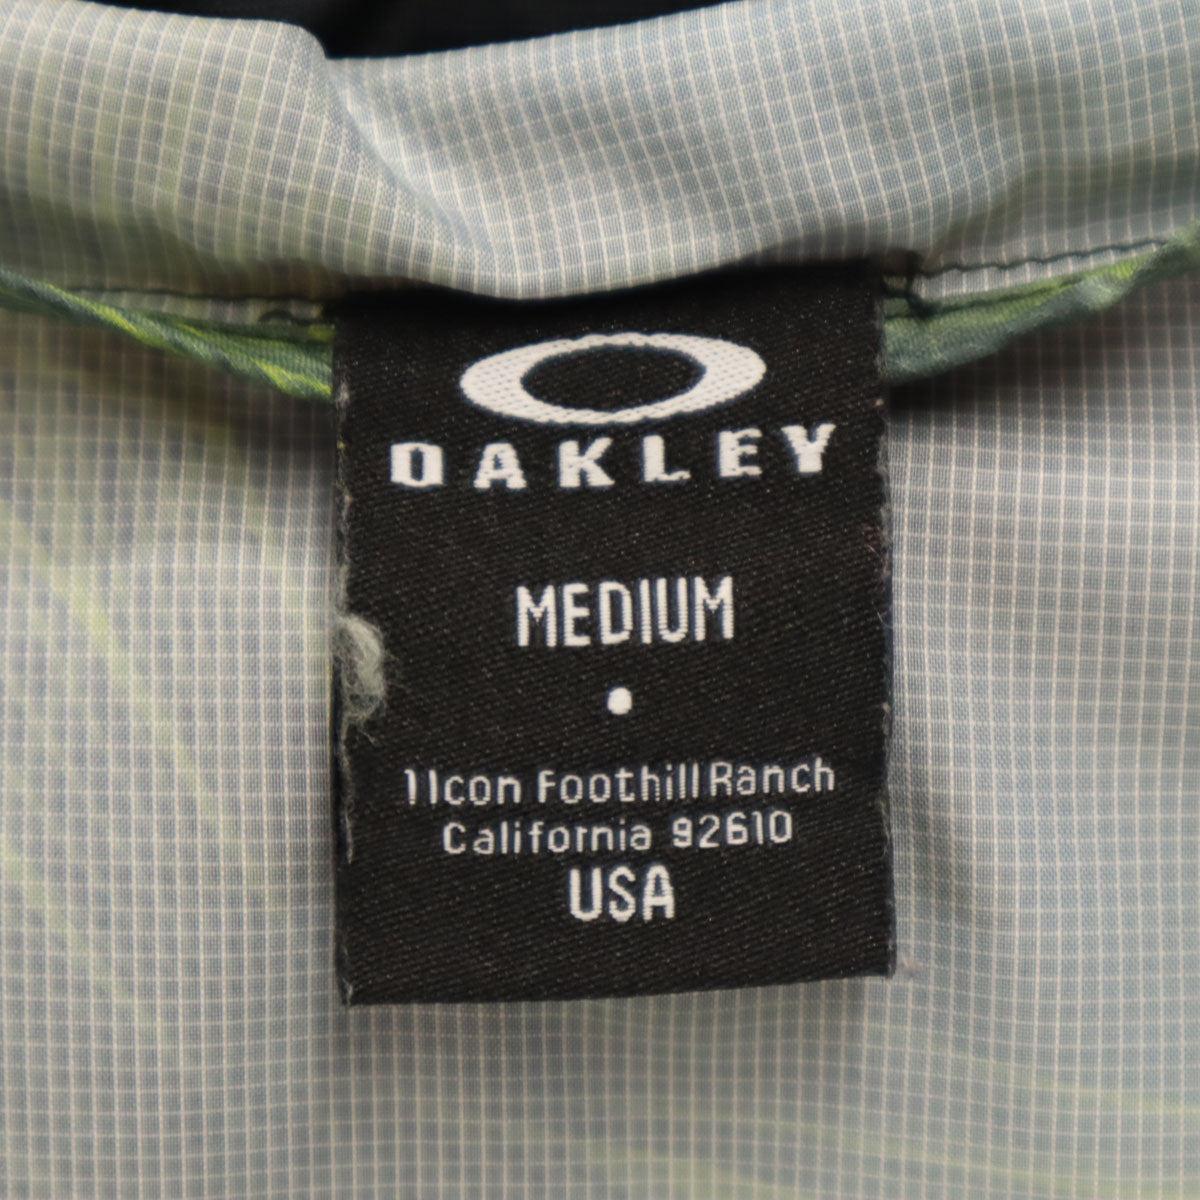 OAKLEY
MEDIUM
1 Icon Foothill Ranch
California 92610
USA